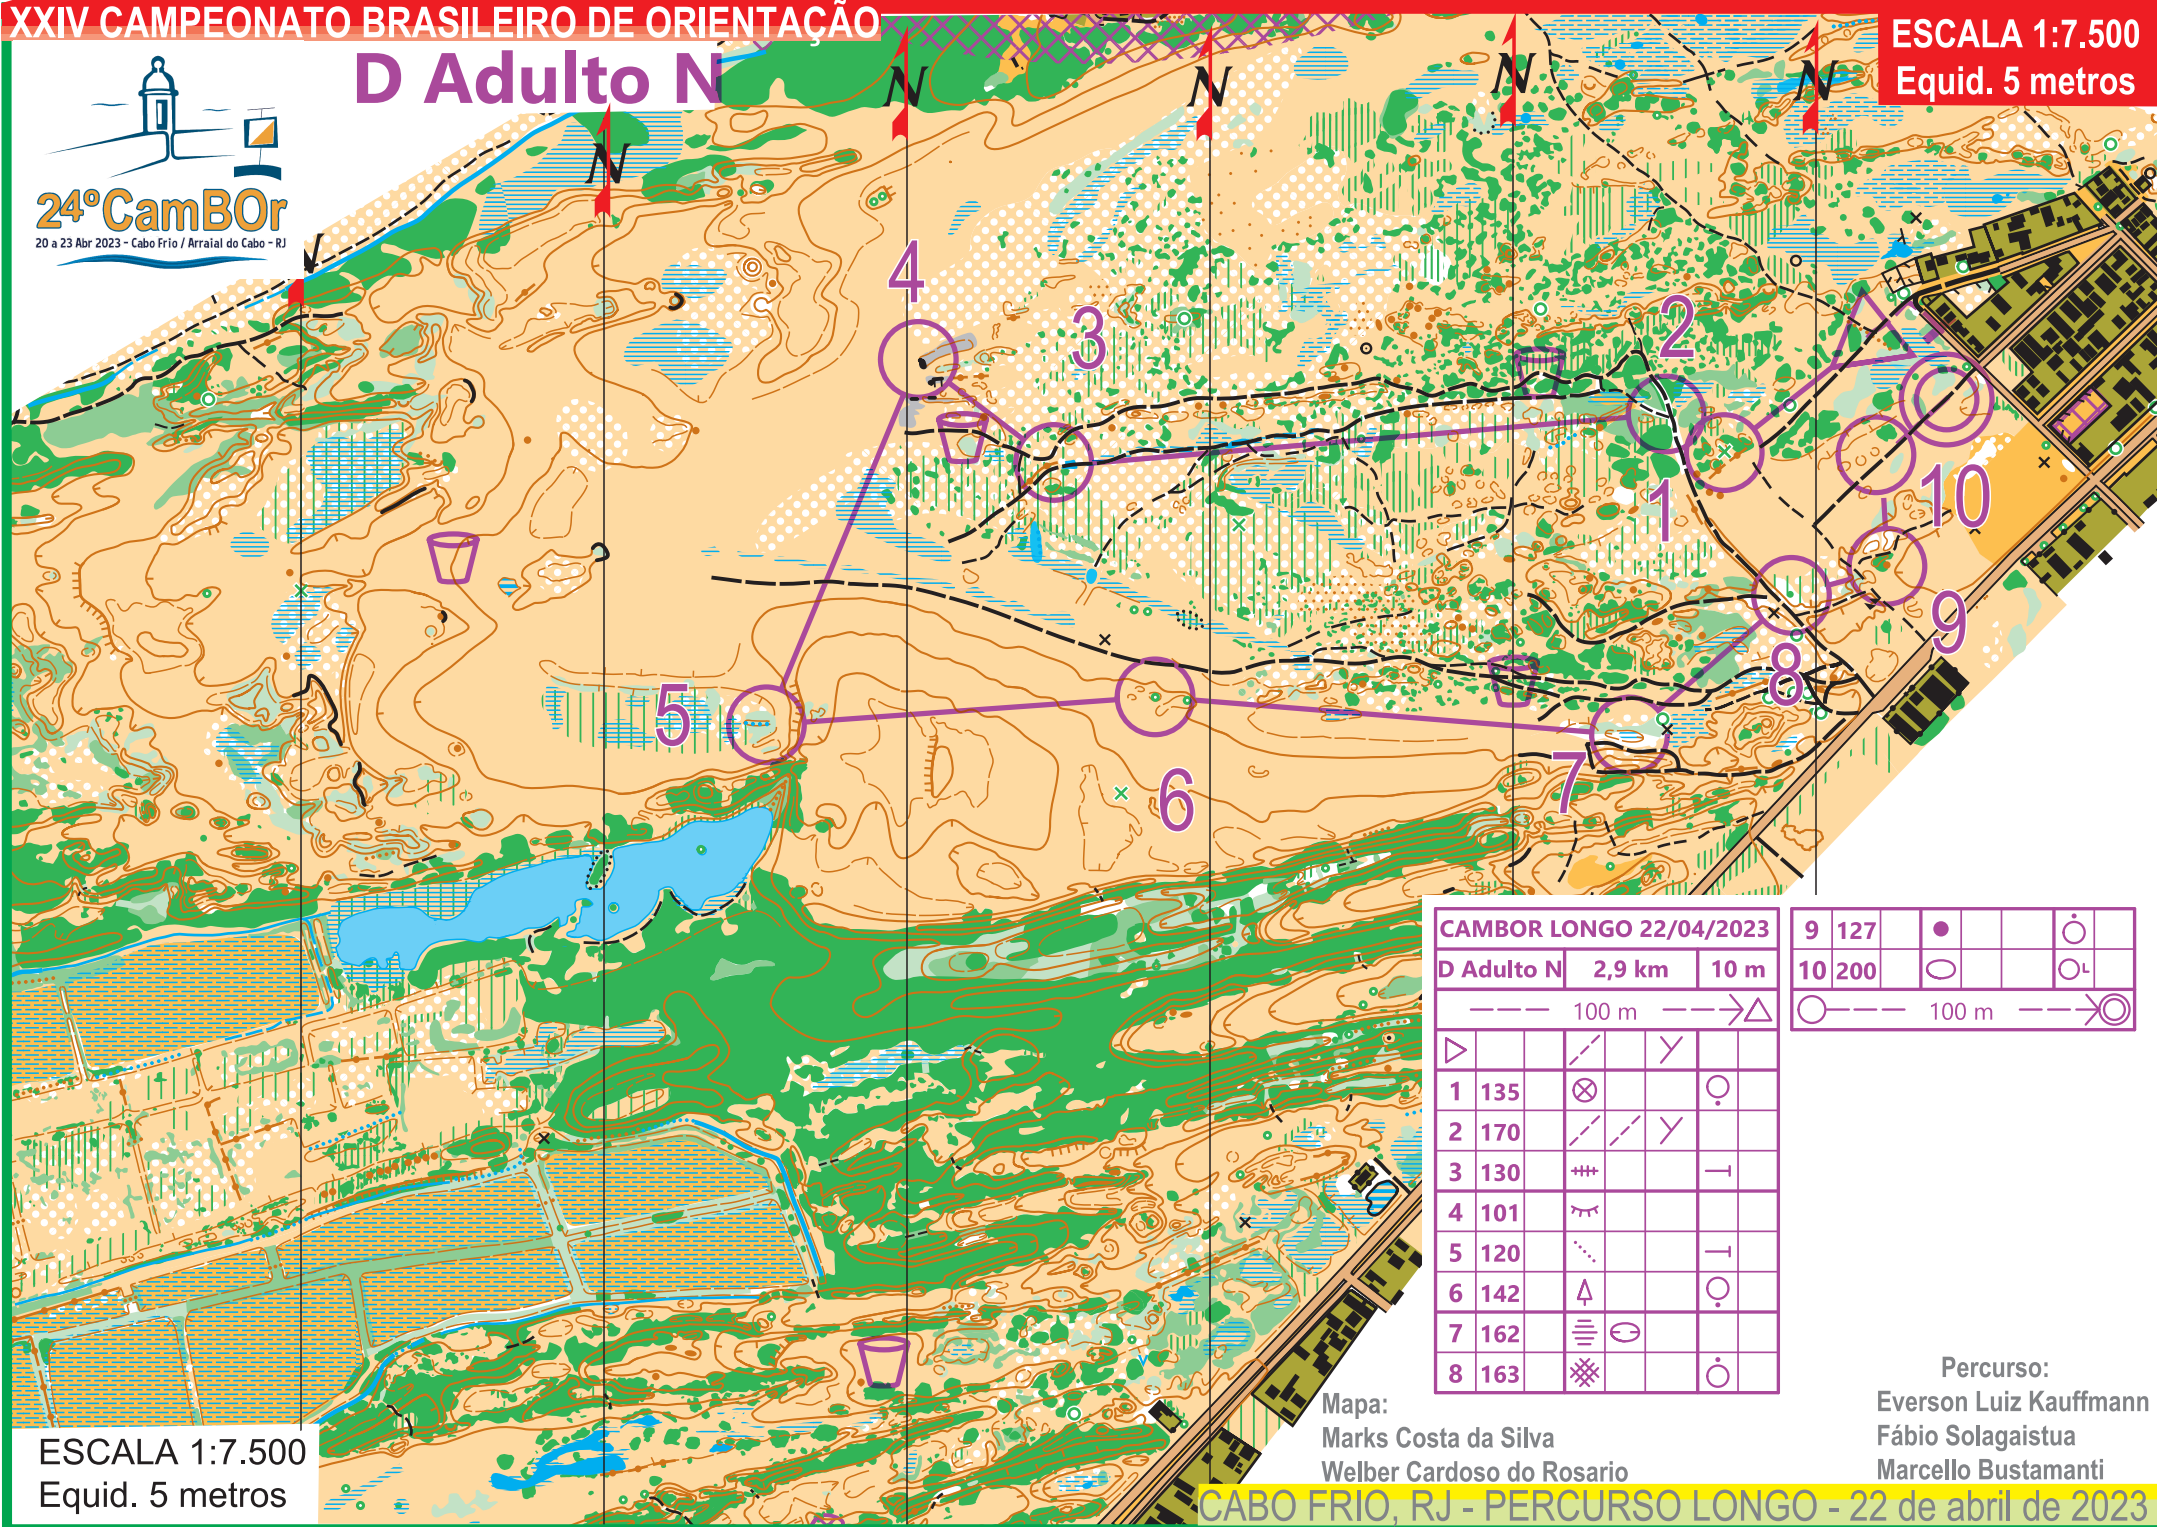 XXIV CAMPEONATO BRASILEIRO DE ORIENTAÇÃO
D Adulto N
ESCALA 1:7.500
Equid. 5 metros
24º CamBOr
20 a 23 Abr 2023 - Cabo Frio / Arraial do Cabo - RJ
N
N
N
N
N
N
4
3
2
1
10
5
6
7
8
9
CAMBOR LONGO 22/04/2023
D Adulto N 2,9 km 10 m
100 m
1 135
2 170
3 130
4 101
5 120
6 142
7 162
8 163
9 127
10 200
100 m
Mapa:
Marks Costa da Silva
Welber Cardoso do Rosario
Percurso:
Everson Luiz Kauffmann
Fábio Solagaistua
Marcello Bustamanti
ESCALA 1:7.500
Equid. 5 metros
CABO FRIO, RJ - PERCURSO LONGO - 22 de abril de 2023